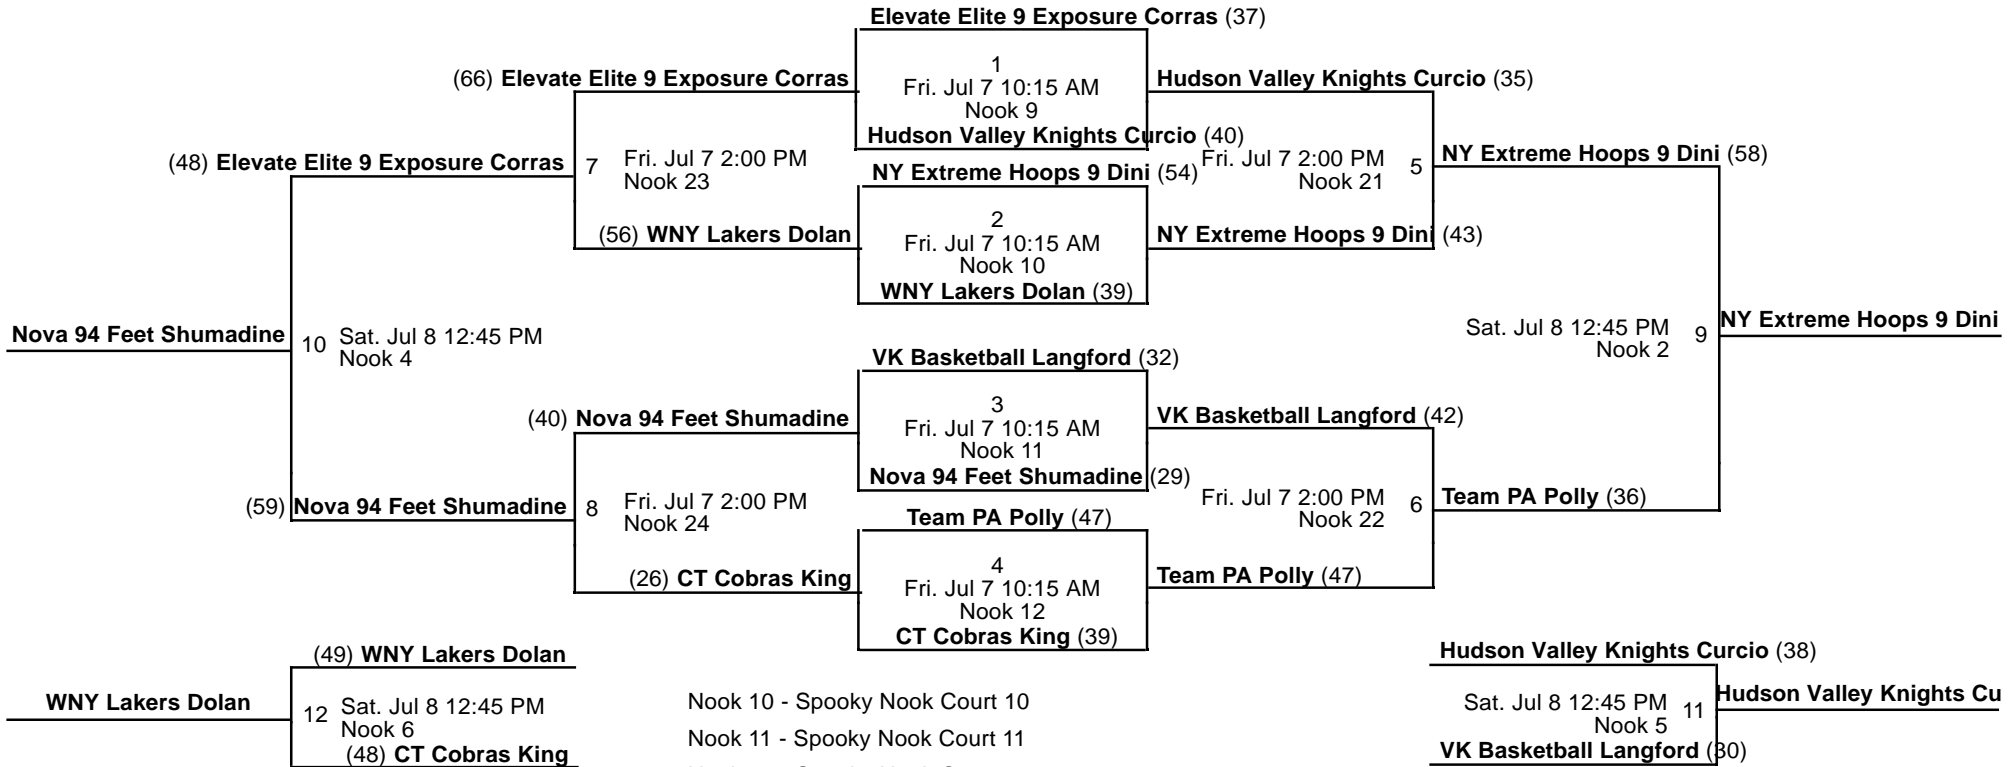 Elevate Elite 9 Exposure Corras (37)
1
Fri. Jul 7 10:15 AM
Nook 9
Hudson Valley Knights Curcio (40)
(66) Elevate Elite 9 Exposure Corras
Hudson Valley Knights Curcio (35)
(48) Elevate Elite 9 Exposure Corras
7
Fri. Jul 7 2:00 PM
Nook 23
Fri. Jul 7 2:00 PM
Nook 21
5
NY Extreme Hoops 9 Dini (58)
NY Extreme Hoops 9 Dini (54)
2
Fri. Jul 7 10:15 AM
Nook 10
WNY Lakers Dolan (39)
(56) WNY Lakers Dolan
NY Extreme Hoops 9 Dini (43)
Nova 94 Feet Shumadine
10
Sat. Jul 8 12:45 PM
Nook 4
Sat. Jul 8 12:45 PM
Nook 2
9
NY Extreme Hoops 9 Dini
VK Basketball Langford (32)
3
Fri. Jul 7 10:15 AM
Nook 11
Nova 94 Feet Shumadine (29)
(40) Nova 94 Feet Shumadine
VK Basketball Langford (42)
(59) Nova 94 Feet Shumadine
8
Fri. Jul 7 2:00 PM
Nook 24
Fri. Jul 7 2:00 PM
Nook 22
6
Team PA Polly (36)
Team PA Polly (47)
4
Fri. Jul 7 10:15 AM
Nook 12
CT Cobras King (39)
(26) CT Cobras King
Team PA Polly (47)
(49) WNY Lakers Dolan
WNY Lakers Dolan
12
Sat. Jul 8 12:45 PM
Nook 6
(48) CT Cobras King
Nook 10 - Spooky Nook Court 10
Nook 11 - Spooky Nook Court 11
Hudson Valley Knights Curcio (38)
Sat. Jul 8 12:45 PM
Nook 5
11
Hudson Valley Knights Cu
VK Basketball Langford (30)